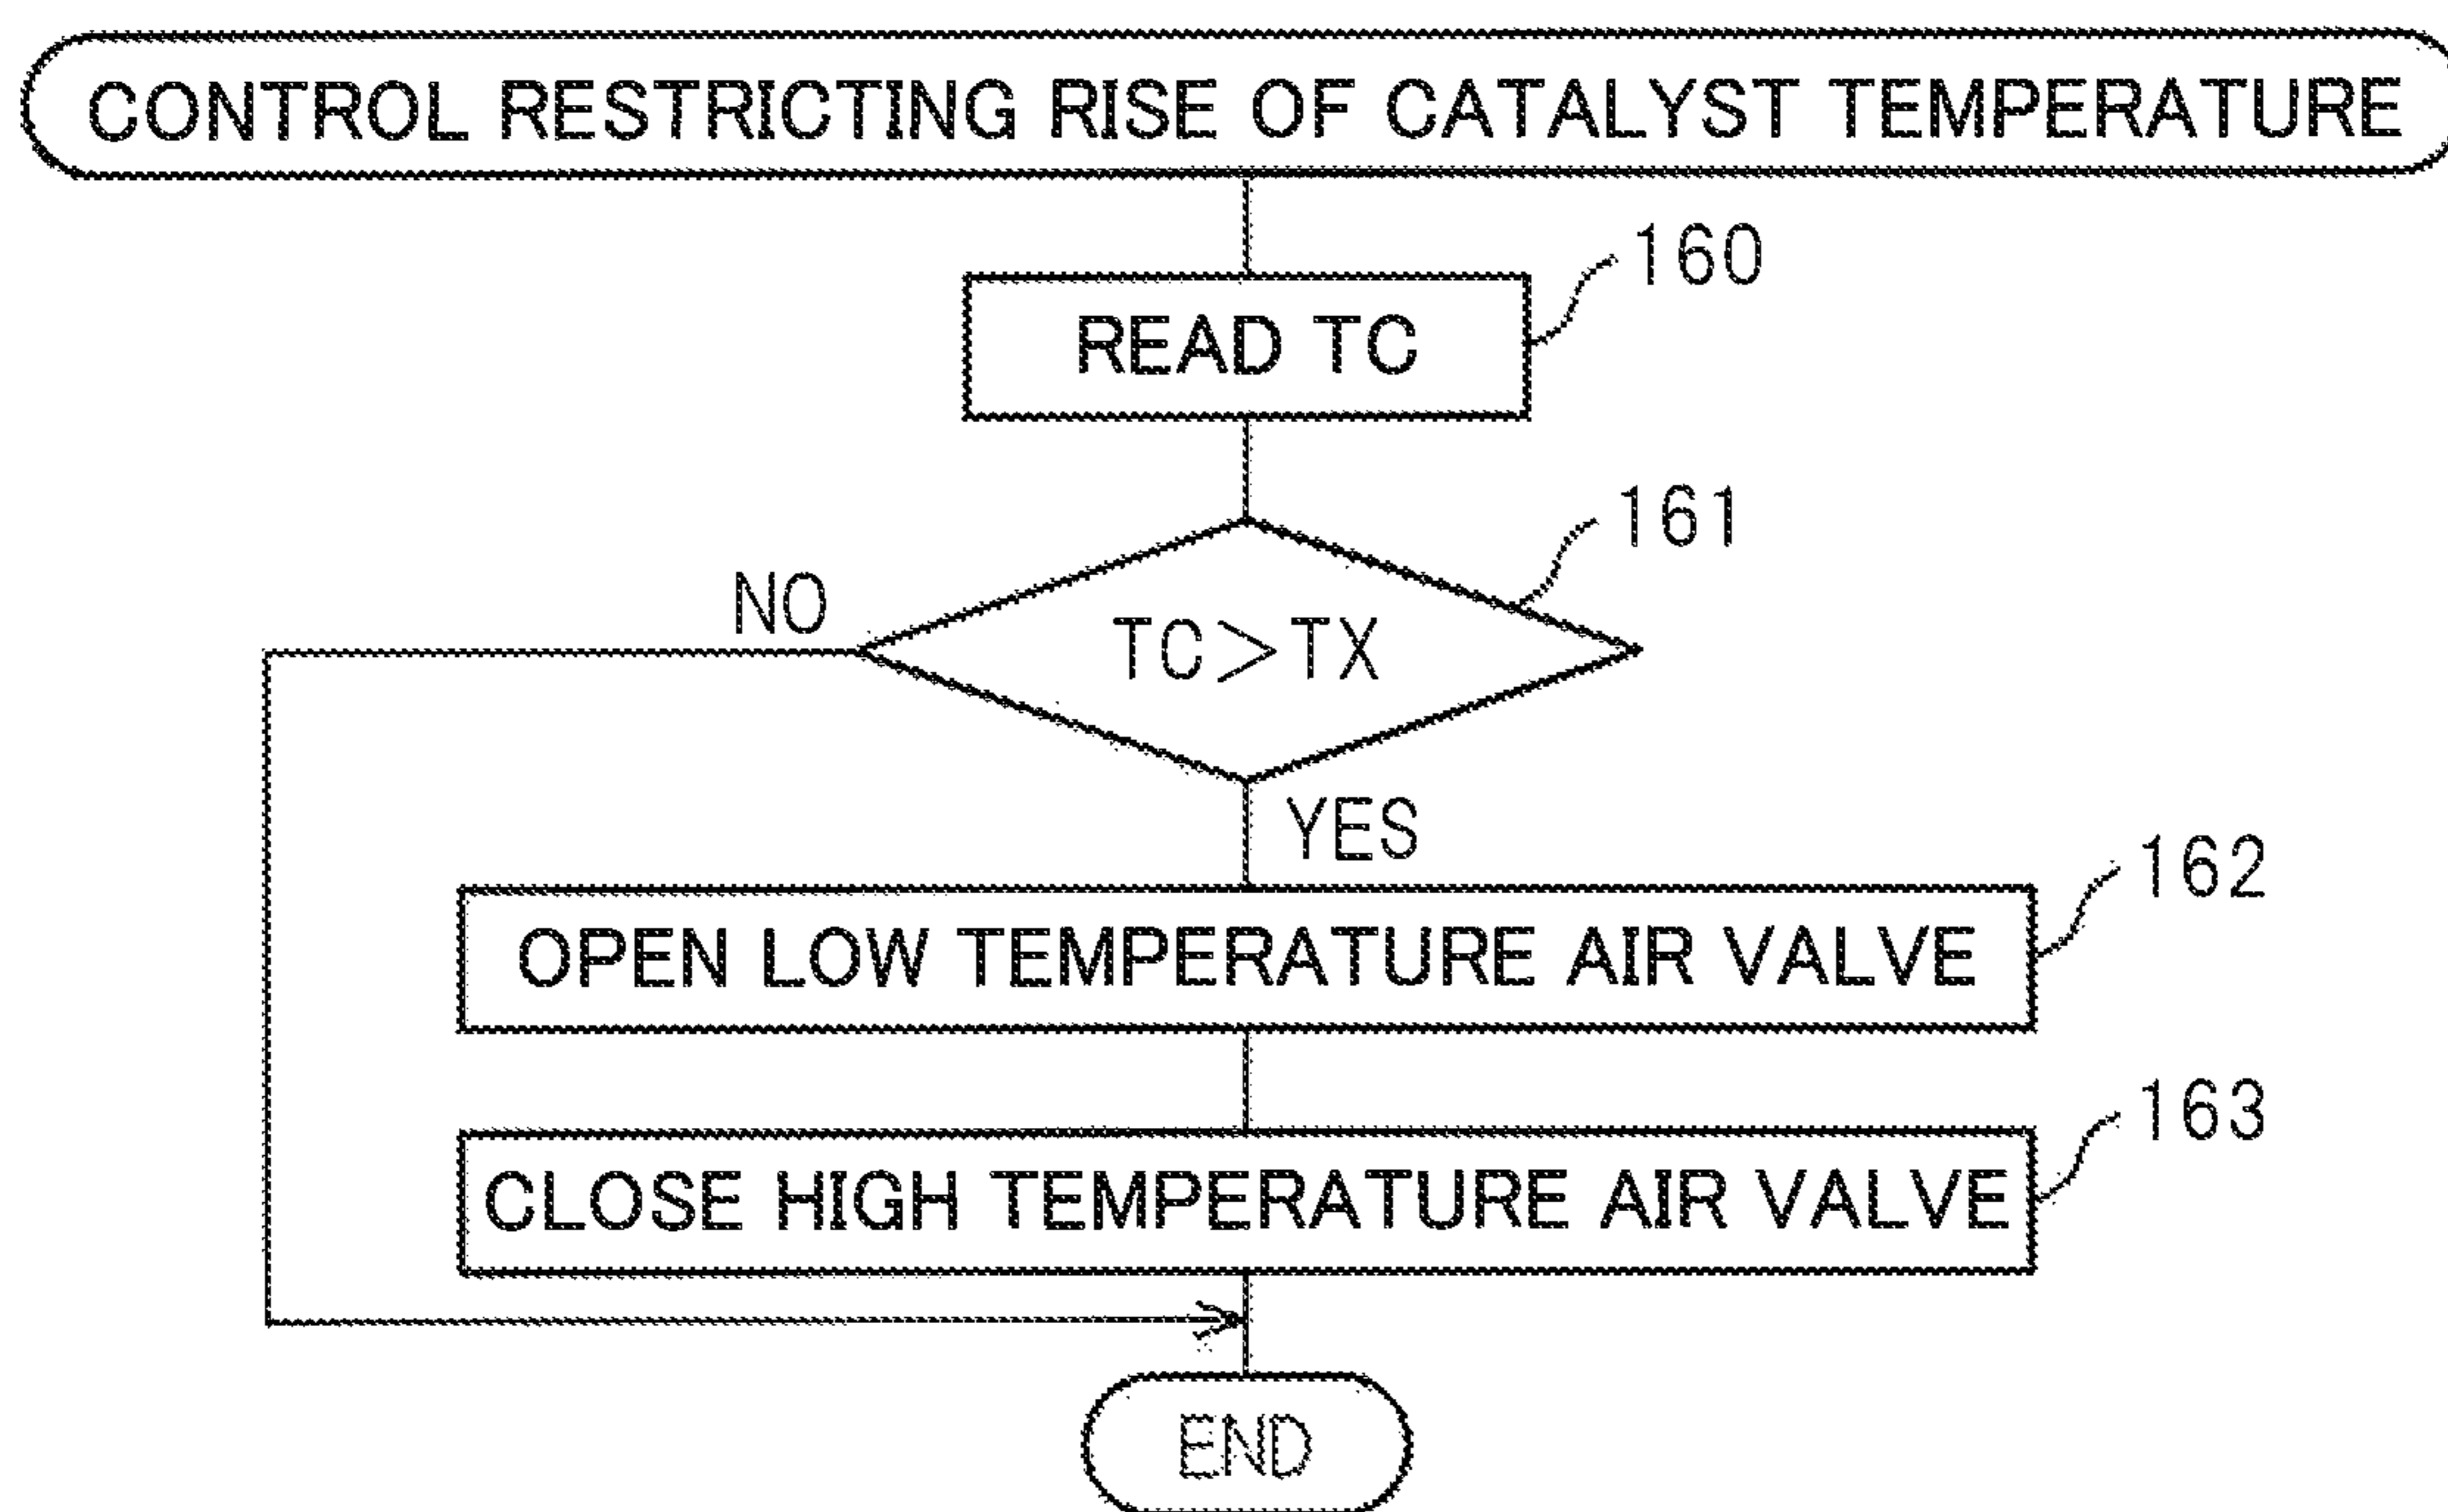 CONTROL RESTRICTING RISE OF CATALYST TEMPERATURE
160
READ TC
161
NO
TC>TX
YES
162
OPEN LOW TEMPERATURE AIR VALVE
163
CLOSE HIGH TEMPERATURE AIR VALVE
END